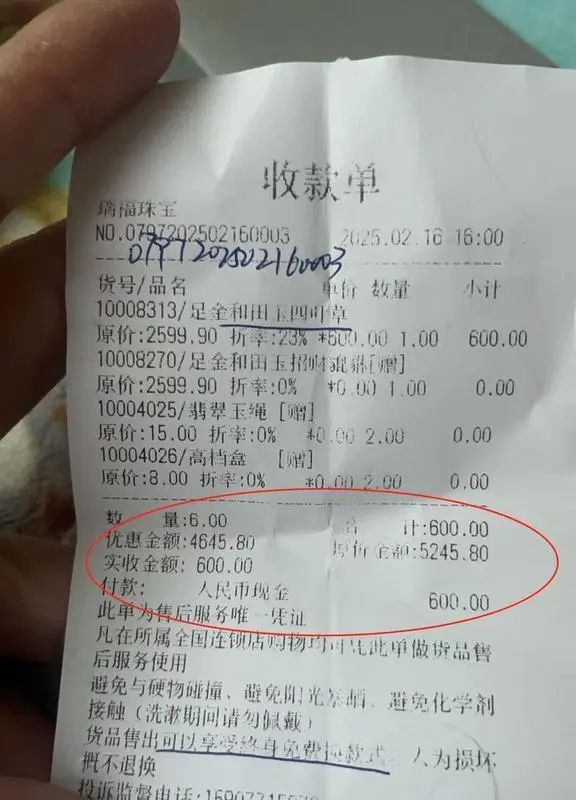 收款单
瑞福珠宝
NO.0797202502160003 2025.02.16 16:00
0797202502160003
货号/品名 单价 数量 小计
10008313/足金和田玉四叶草
原价:2599.90 折率:23% *600.00 1.00 600.00
10008270/足金和田玉招财貔貅[赠]
原价:2599.90 折率:0% *0.00 1.00 0.00
10004025/翡翠玉绳 [赠]
原价:15.00 折率:0% *0.00 2.00 0.00
10004026/高档盒 [赠]
原价:8.00 折率:0% *0.00 2.00 0.00
数 量:6.00 合 计:600.00
优惠金额:4645.80 原价金额:5245.80
实收金额: 600.00
付款: 人民币现金 600.00
此单为售后服务唯一凭证
凡在所属全国连锁店购物均可凭此单做货品售
后服务使用
避免与硬物碰撞、避免阳光暴晒、避免化学剂
接触(洗漱期间请勿佩戴)
货品售出可以享受终身免费换款式 人为损坏
概不退换
投诉监督电话: